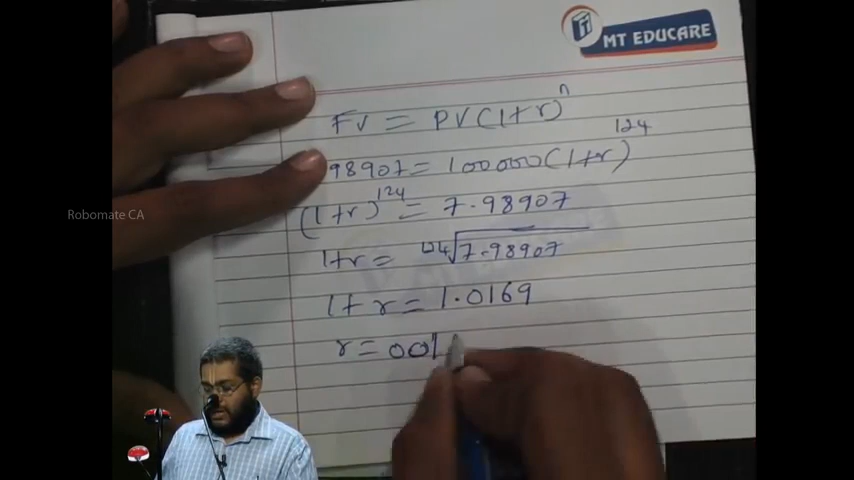 MT EDUCARE
FV = PV(1+r)^n
98907 = 100000(1+r)^124
(1+r)^124 = 7.98907
1+r = 124√7.98907
1+r = 1.0169
r = 001
Robomate CA